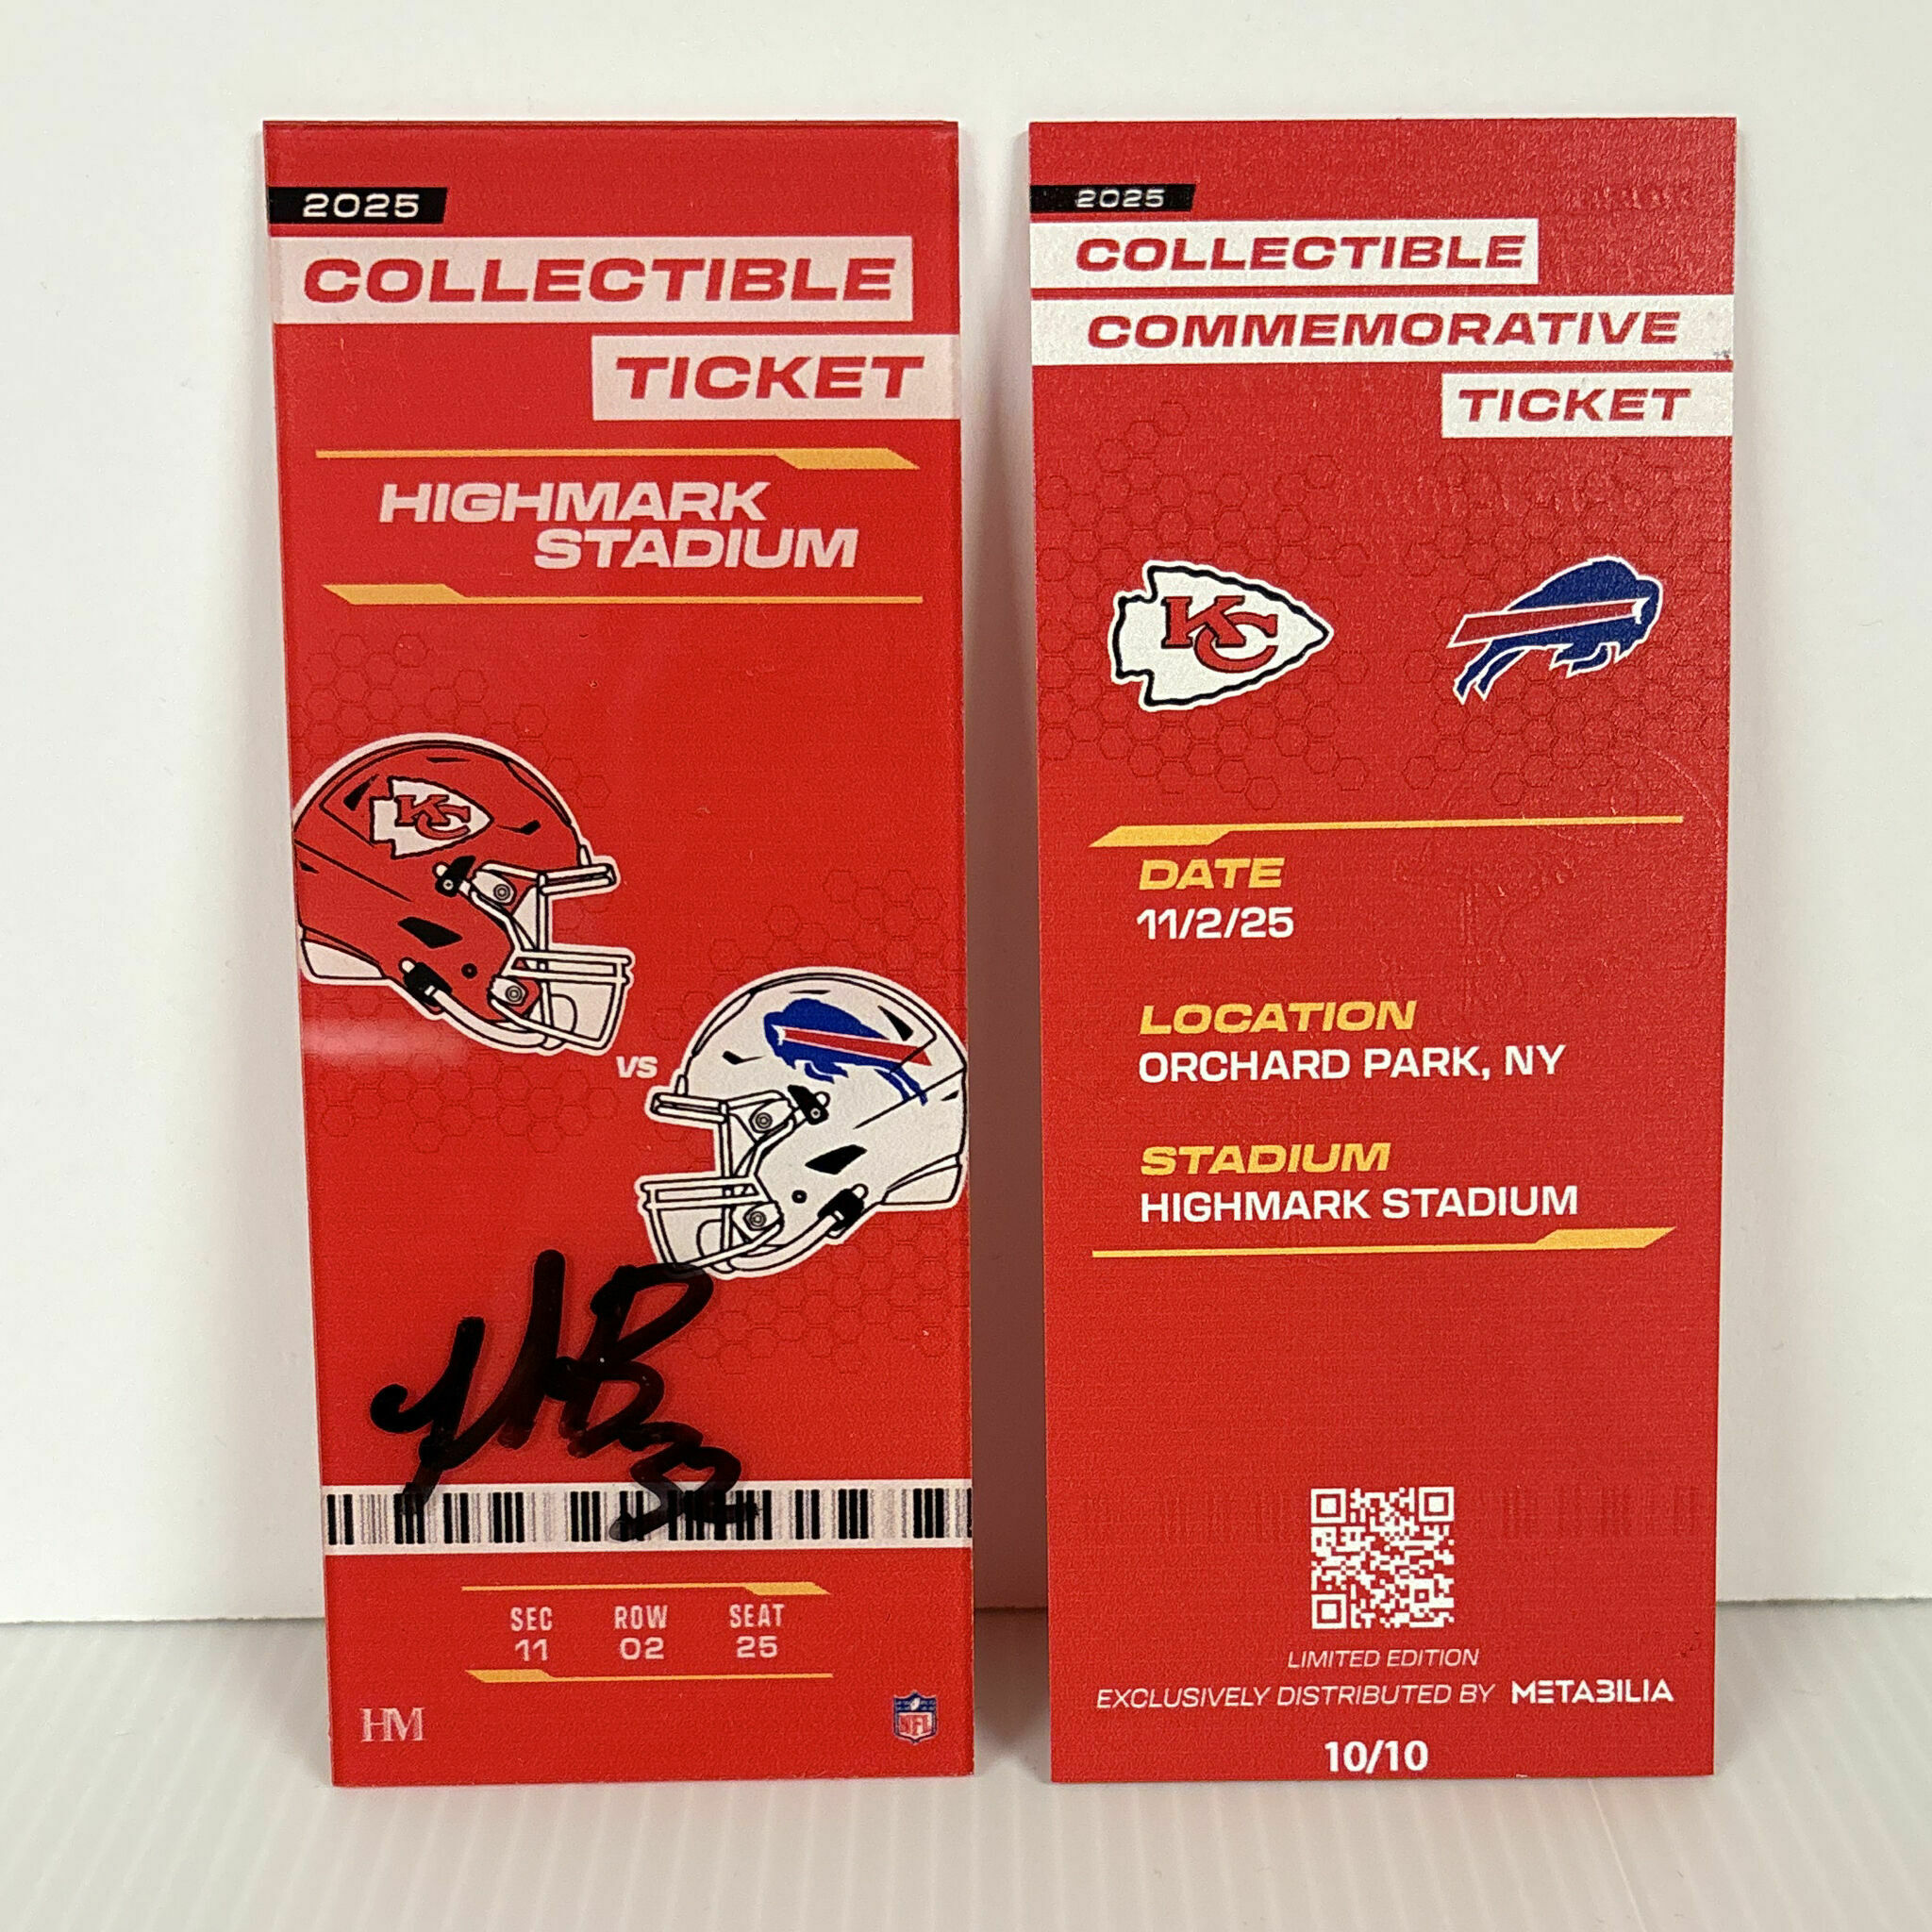 2025
COLLECTIBLE
TICKET
HIGHMARK
STADIUM
KC
VS
SEC ROW SEAT
11 02 25
HM
NFL
2025
COLLECTIBLE
COMMEMORATIVE
TICKET
KC
DATE
11/2/25
LOCATION
ORCHARD PARK, NY
STADIUM
HIGHMARK STADIUM
LIMITED EDITION
EXCLUSIVELY DISTRIBUTED BY METABILIA
10/10